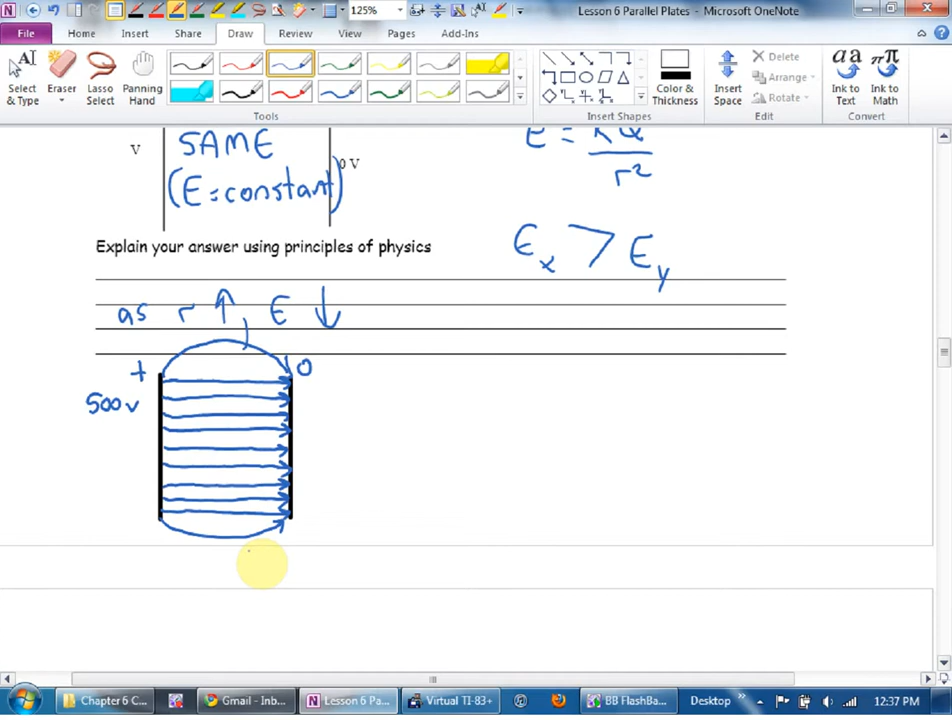 125%
Lesson 6 Parallel Plates - Microsoft OneNote
File Home Insert Share Draw Review View Pages Add-Ins
Select & Type
Eraser
Lasso Select
Panning Hand
Color & Thickness
Insert Space
Delete
Arrange
Rotate
Ink to Text
Ink to Math
Tools
Insert Shapes
Edit
Convert
V SAME 0 V
(E = constant)
E = kQ
r²
Explain your answer using principles of physics
Eₓ > Eᵧ
as r ↑, E ↓
+ 0
500v
Chapter 6 C...
Gmail - Inb...
Lesson 6 Pa...
Virtual TI-83+
BB FlashBa...
Desktop
12:37 PM